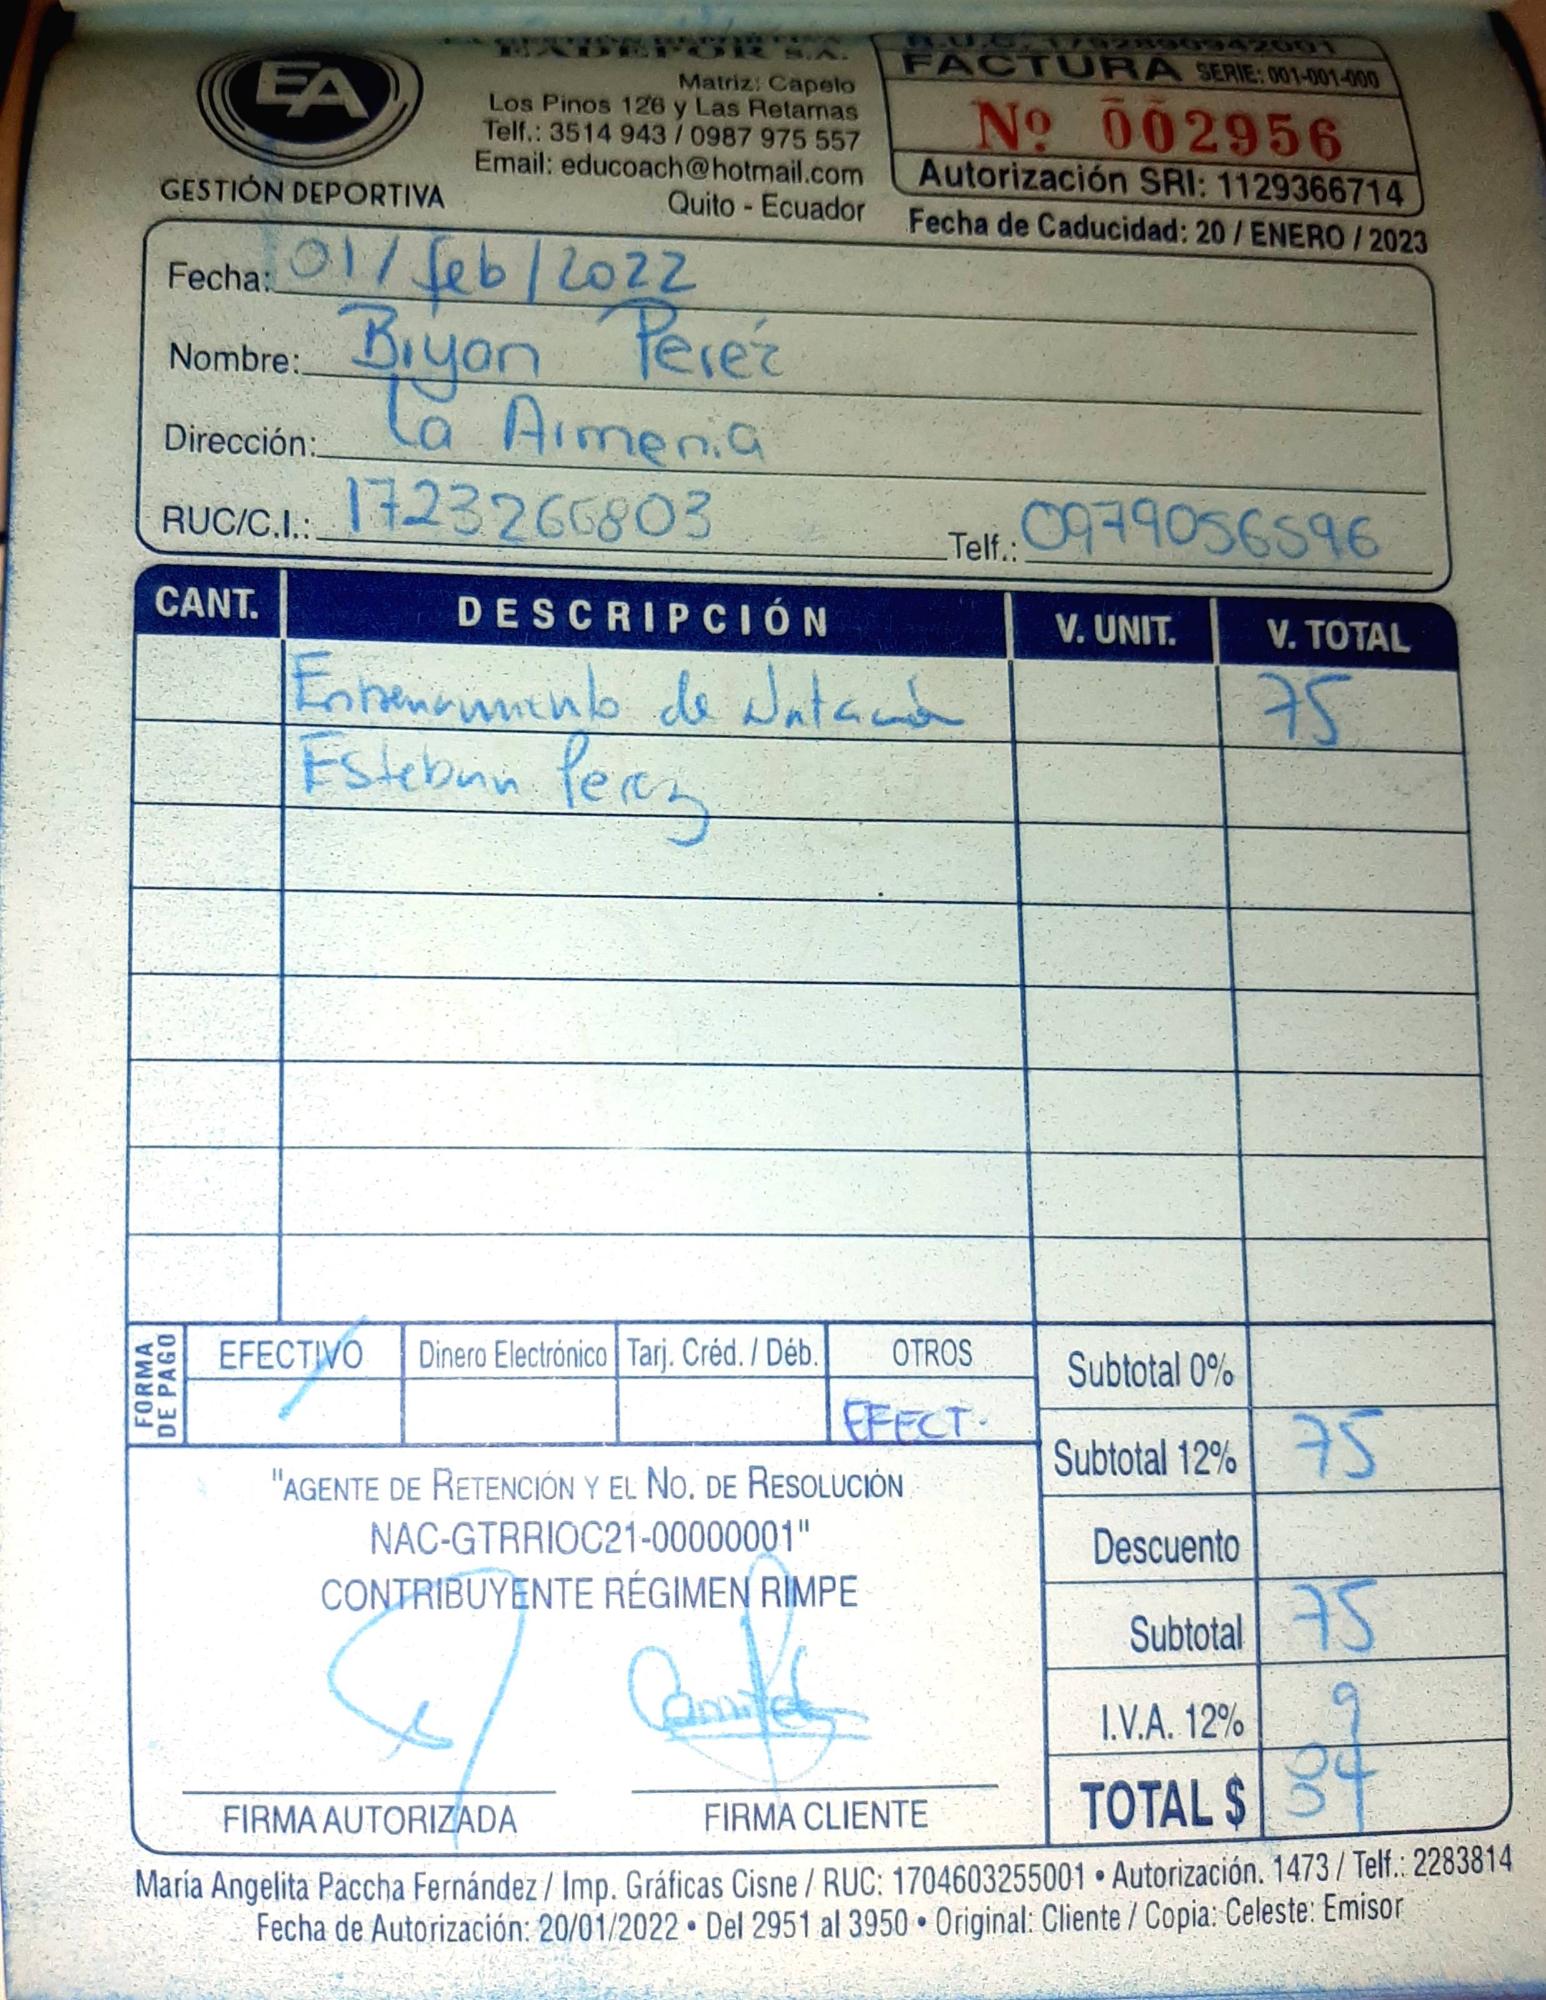 EA
GESTIÓN DEPORTIVA
EADEPOR S.A.
Matriz: Capelo
Los Pinos 126 y Las Retamas
Telf.: 3514 943 / 0987 975 557
Email: educoach@hotmail.com
Quito - Ecuador
R.U.C. 1792890942001
FACTURA SERIE: 001-001-000
Nº 002956
Autorización SRI: 1129366714
Fecha de Caducidad: 20 / ENERO / 2023
Fecha: 01/feb/2022
Nombre: Bryan Peréz
Dirección: La Armenia
RUC/C.I.: 1723266803 Telf.: 0979056596
CANT. DESCRIPCIÓN V. UNIT. V. TOTAL
Entrenamiento de Natación 75
Esteban Perez
FORMA DE PAGO
EFECTIVO Dinero Electrónico Tarj. Créd. / Déb. OTROS
EFECT.
Subtotal 0%
Subtotal 12% 75
Descuento
Subtotal 75
I.V.A. 12% 9
TOTAL $ 84
"AGENTE DE RETENCIÓN Y EL NO. DE RESOLUCIÓN
NAC-GTRRIOC21-00000001"
CONTRIBUYENTE RÉGIMEN RIMPE
FIRMA AUTORIZADA FIRMA CLIENTE
María Angelita Paccha Fernández / Imp. Gráficas Cisne / RUC: 1704603255001 • Autorización. 1473 / Telf.: 2283814
Fecha de Autorización: 20/01/2022 • Del 2951 al 3950 • Original: Cliente / Copia: Celeste: Emisor